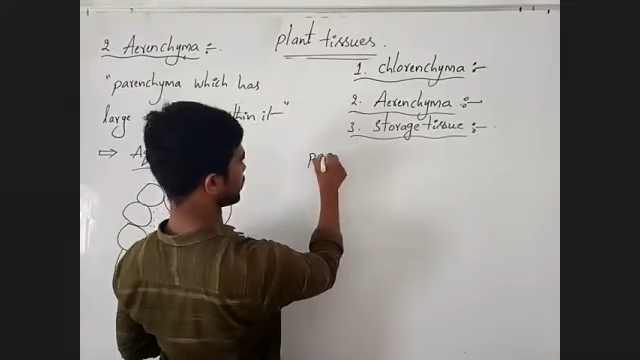 plant tissues.
2 Aerenchyma :-.
"parenchyma which has
large within it"
⇒
1. chlorenchyma :-
2. Aerenchyma :-
3. Storage tissue :-.